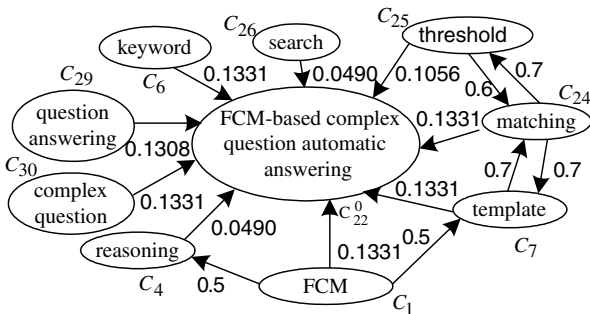 C26
C25
keyword
search
threshold
C29
C6
0.1331
0.0490
0.1056
0.6
0.7
C24
question
answering
FCM-based complex
question automatic
answering
0.1331
matching
C30
0.1308
complex
question
0.1331
0.7
0.7
0.1331
C22 0
template
reasoning
0.0490
0.1331
0.5
C7
C4
0.5
FCM
C1